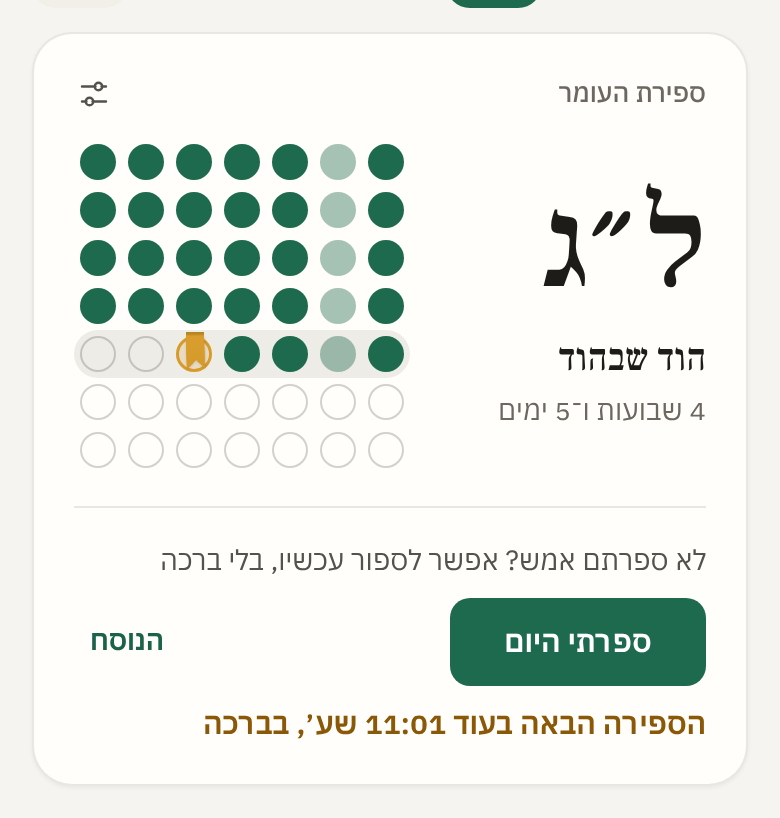 ספירת העומר
ל״ג
הוד שבהוד
4 שבועות ו־5 ימים
לא ספרתם אמש? אפשר לספור עכשיו, בלי ברכה
ספרתי היום
הנוסח
הספירה הבאה בעוד 11:01 שע׳, בברכה